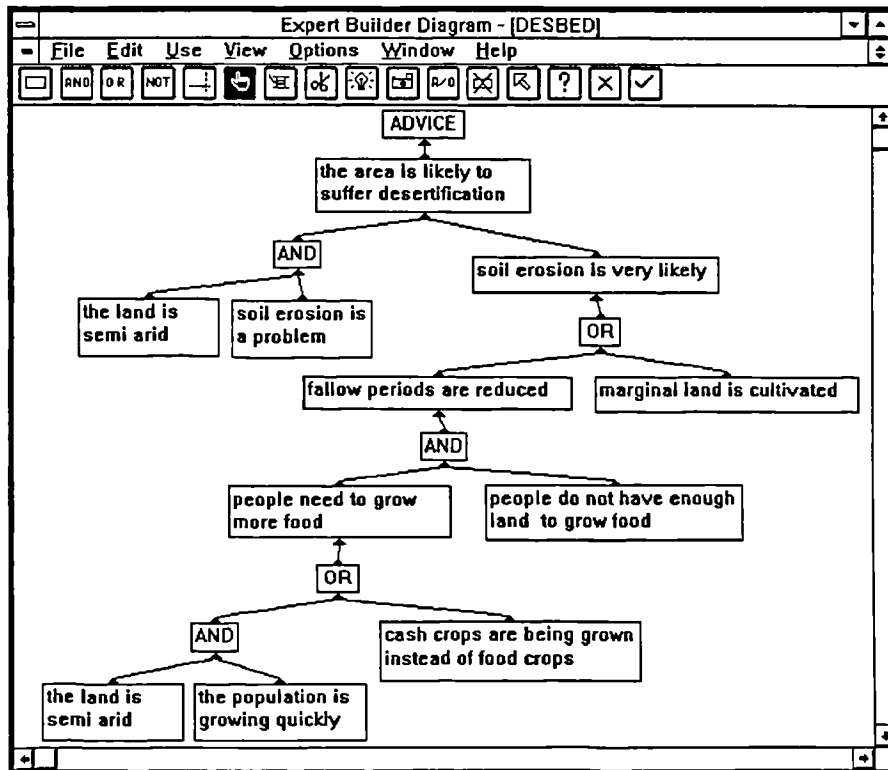 Expert Builder Diagram - [DESBED]
File Edit Use View Options Window Help
AND OR NOT A/O ?
ADVICE
the area is likely to
suffer desertification
AND
soil erosion is very likely
the land is
semi arid
soil erosion is
a problem
OR
fallow periods are reduced
marginal land is cultivated
AND
people need to grow
more food
people do not have enough
land to grow food
OR
AND
cash crops are being grown
instead of food crops
the land is
semi arid
the population is
growing quickly